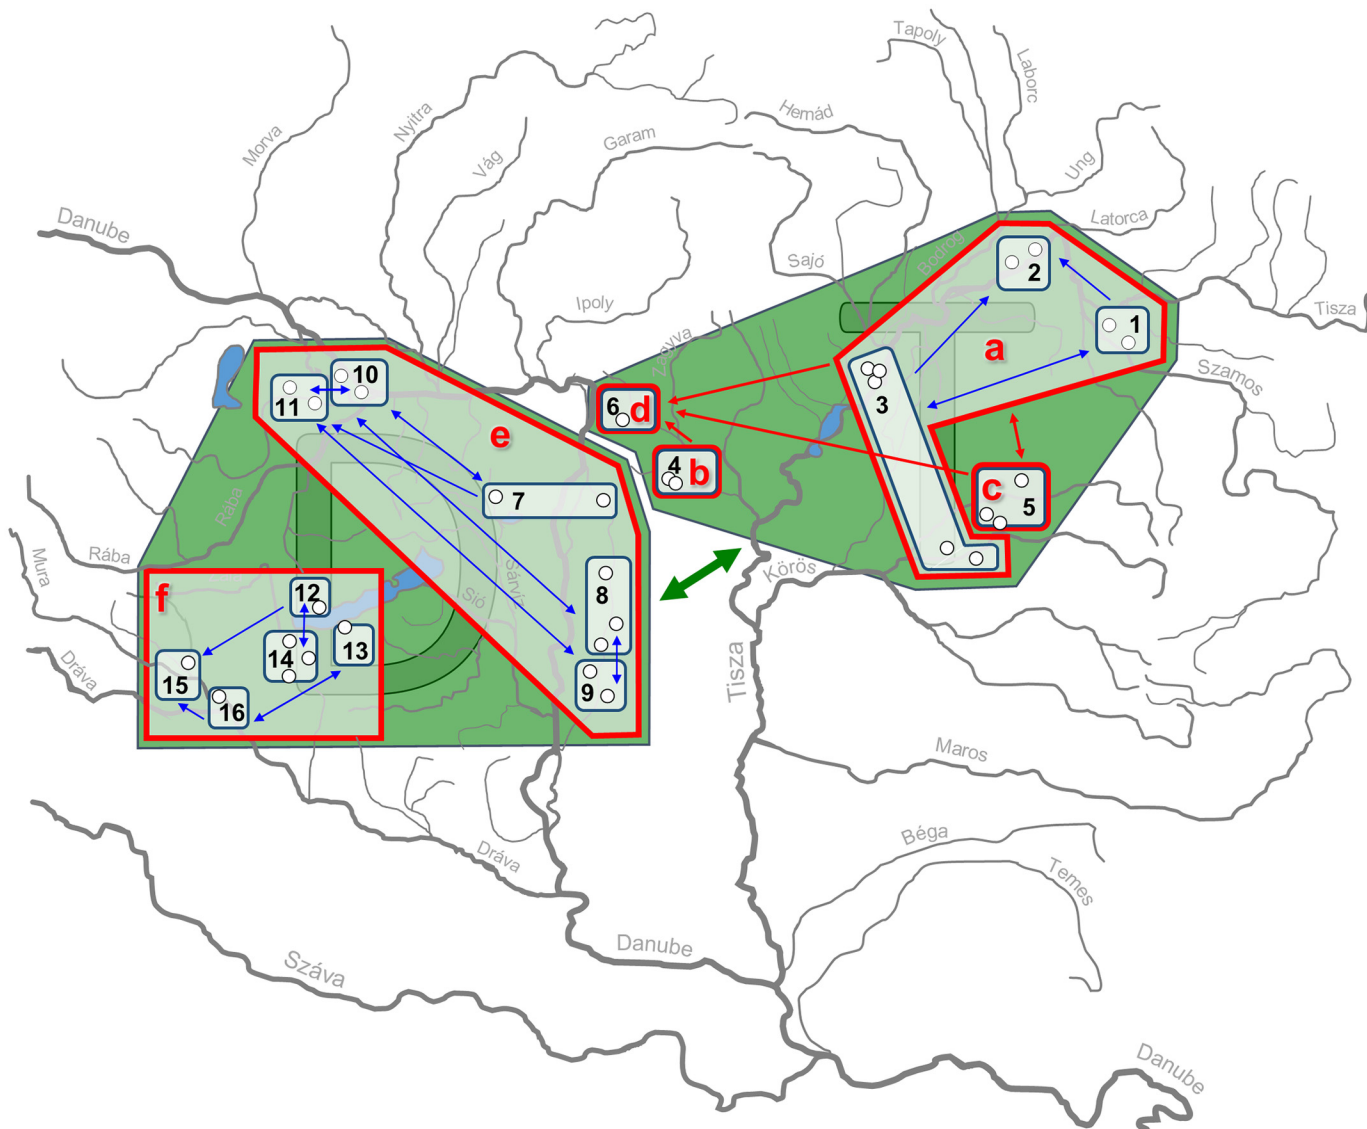 Tapoly
Laborc
Hernád
Nyitra
Morva
Garam
Vág
Ung
Latorca
Danube
Bodrog
Sajó
2
Ipoly
Tisza
1
Zagyva
a
Szamos
10
11
3
6
d
e
4
b
c
5
7
Rába
Rába
Mura
Körös
Sárvíz
Sió
f
12
8
13
14
Dráva
15
Tisza
9
16
Maros
Béga
Dráva
Temes
Danube
Száva
Danube